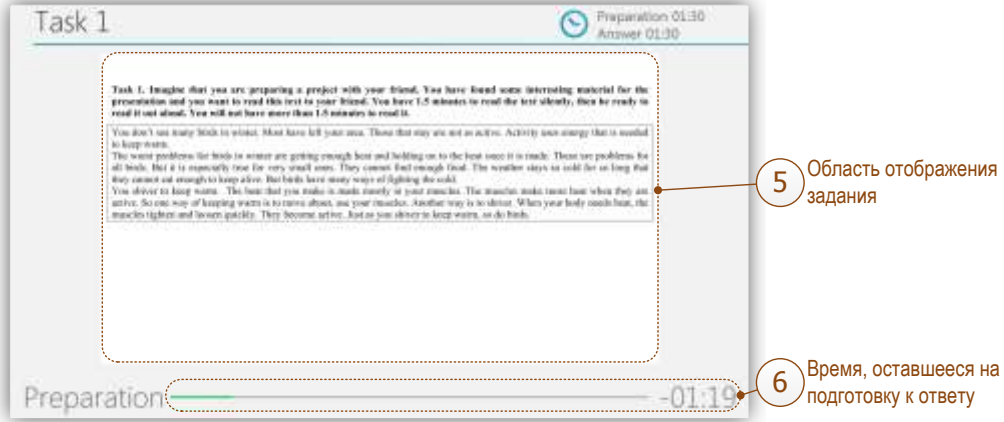 Task 1
Preparation 01:30
Answer 01:30
Task 1. Imagine that you are preparing a project with your friend. You have found some interesting material for the
presentation and you want to read this text to your friend. You have 1.5 minutes to read the text silently, then be ready to
read it out aloud. You will not have more than 1.5 minutes to read it.
You don't see many birds in winter. Most have left your area. Those that stay are not as active. Activity uses energy that is needed
to keep warm.
The worst problems for birds in winter are getting enough heat and holding on to the heat once it is made. These are problems for
all birds. But it is especially true for very small ones. They cannot find enough food. The weather stays so cold for so long that
they cannot eat enough to keep alive. But birds have many ways of fighting the cold.
You shiver to keep warm. The heat that you make is made mostly in your muscles. The muscles make more heat when they are
active. So one way of keeping warm is to move about, use your muscles. Another way is to shiver. When your body needs heat, the
muscles tighten and loosen quickly. They become active. Just as you shiver to keep warm, so do birds.
5
Область отображения
задания
Preparation
-01:19
6
Время, оставшееся на
подготовку к ответу